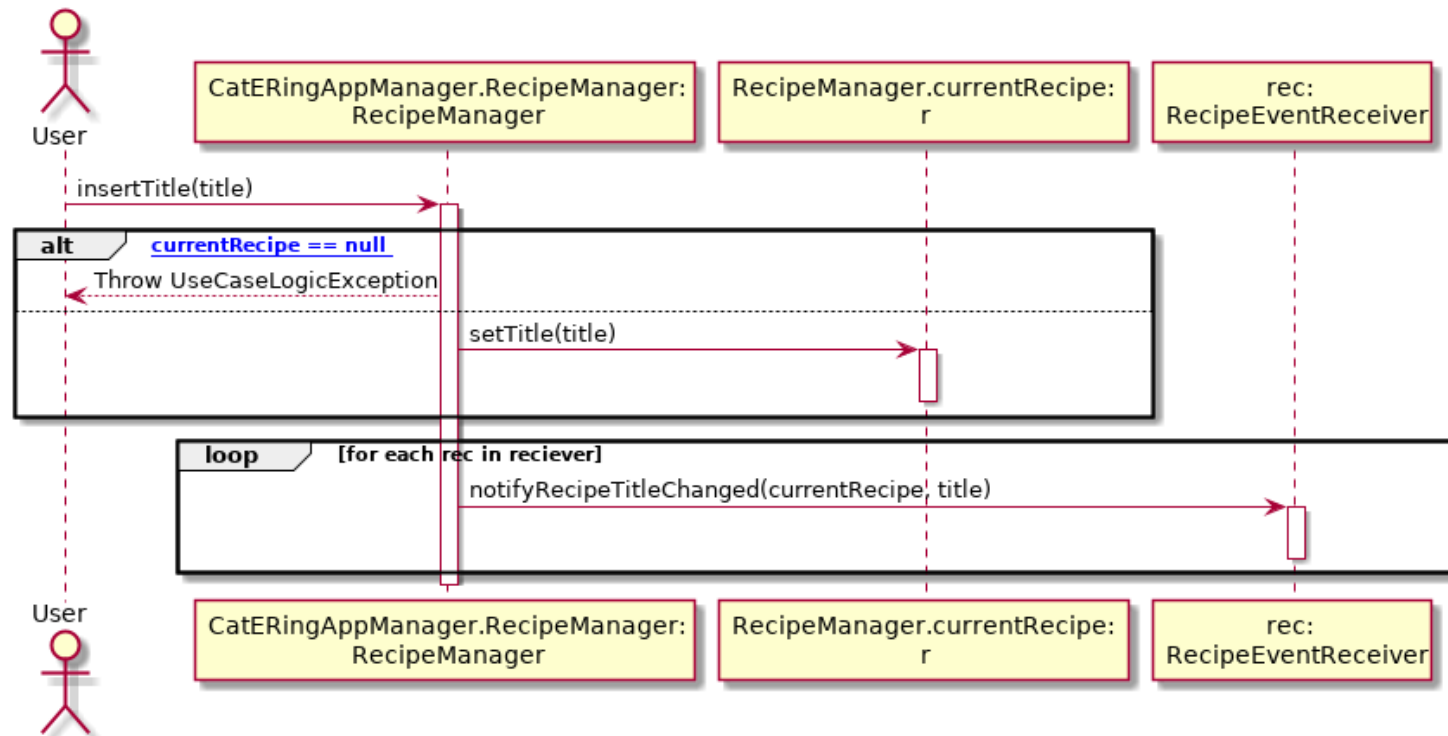 User
CatERingAppManager.RecipeManager:
RecipeManager
RecipeManager.currentRecipe:
r
rec:
RecipeEventReceiver
insertTitle(title)
alt
currentRecipe == null
Throw UseCaseLogicException
setTitle(title)
loop
[for each rec in reciever]
notifyRecipeTitleChanged(currentRecipe, title)
User
CatERingAppManager.RecipeManager:
RecipeManager
RecipeManager.currentRecipe:
r
rec:
RecipeEventReceiver